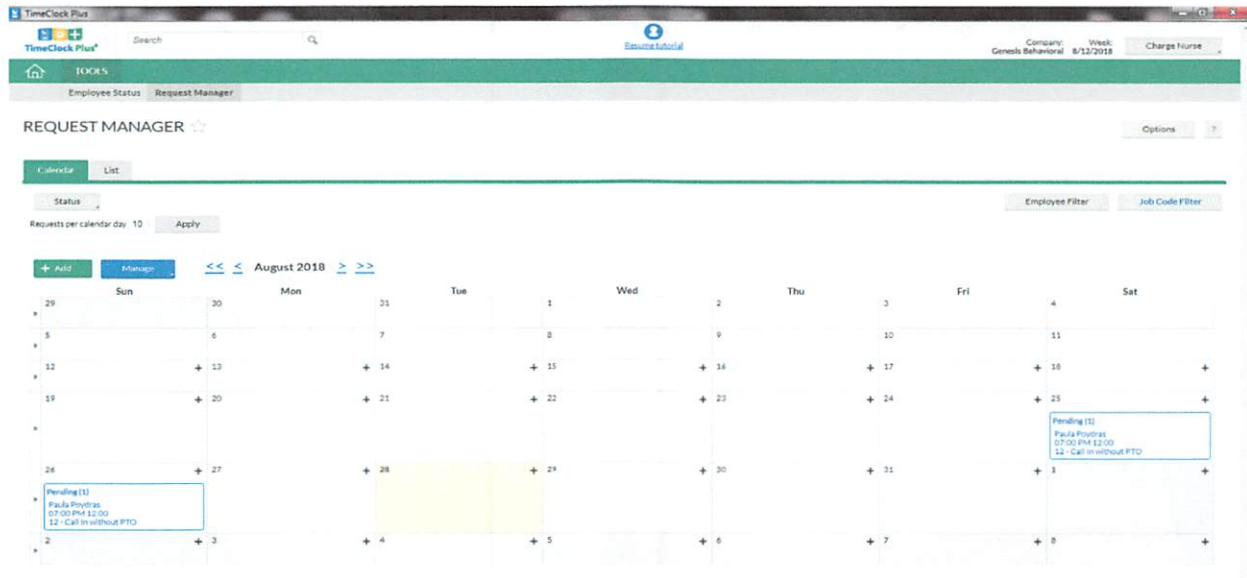 TimeClock Plus
TimeClock Plus®
Search
Resume tutorial
Company: Genesis Behavioral
Week: 8/12/2018
Charge Nurse
TOOLS
Employee Status Request Manager
REQUEST MANAGER
Options ?
Calendar List
Status
Employee Filter Job Code Filter
Requests per calendar day 10 Apply
+ Add Manage << < August 2018 > >>
Sun Mon Tue Wed Thu Fri Sat
29 30 31 1 2 3 4
5 6 7 8 9 10 11
12 + 13 + 14 + 15 + 16 + 17 + 18 +
19 + 20 + 21 + 22 + 23 + 24 + 25 +
Pending (1)
Paula Poydras
07:00 PM 12:00
12 - Call in without PTO
26 + 27 + 28 + 29 + 30 + 31 + 1 +
Pending (1)
Paula Poydras
07:00 PM 12:00
12 - Call in without PTO
2 + 3 + 4 + 5 + 6 + 7 + 8 +